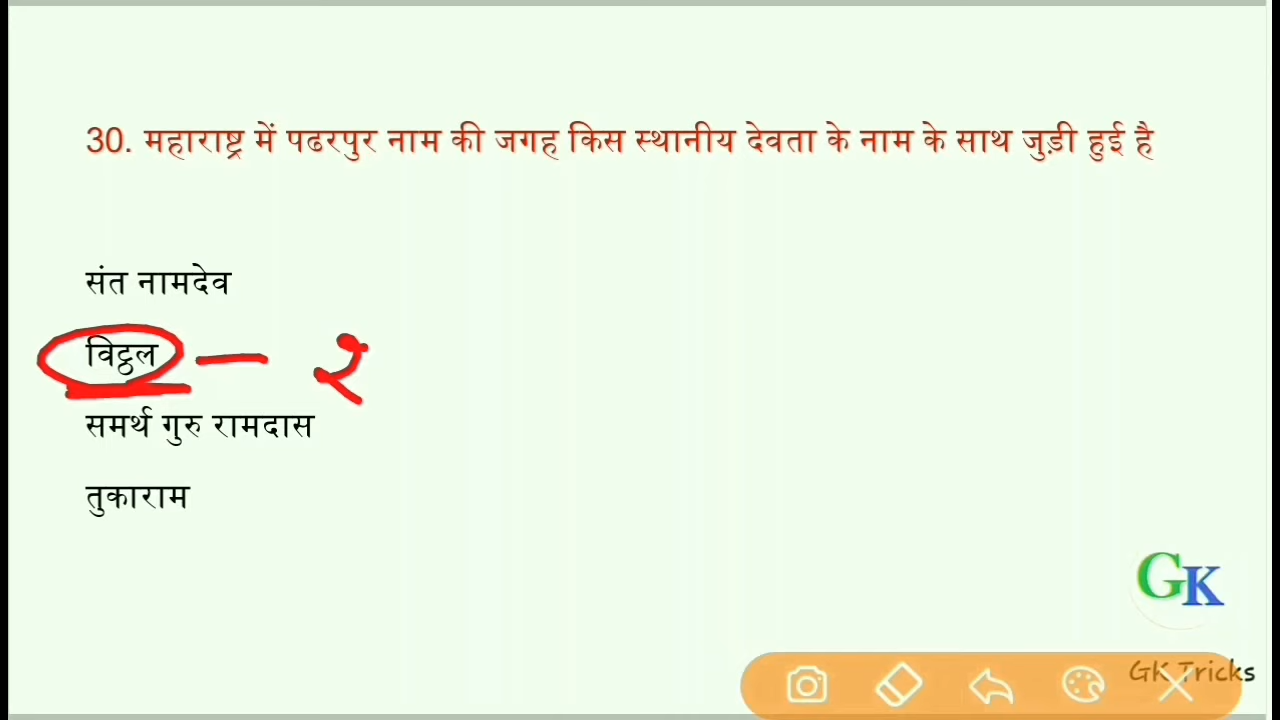 30. महाराष्ट्र में पढरपुर नाम की जगह किस स्थानीय देवता के नाम के साथ जुड़ी हुई है
संत नामदेव
विठ्ठल – २
समर्थ गुरु रामदास
तुकाराम
GK
GK Tricks